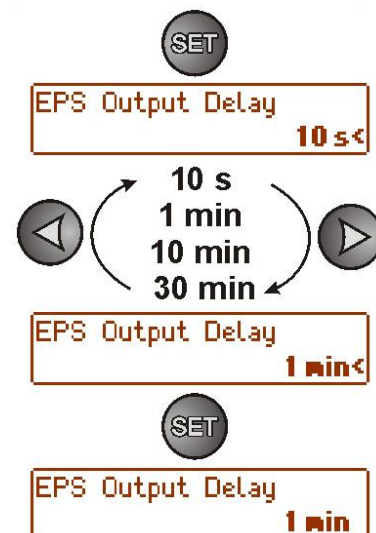 SET
EPS Output Delay
10 s<
10 s
1 min
10 min
30 min
EPS Output Delay
1 min<
SET
EPS Output Delay
1 min